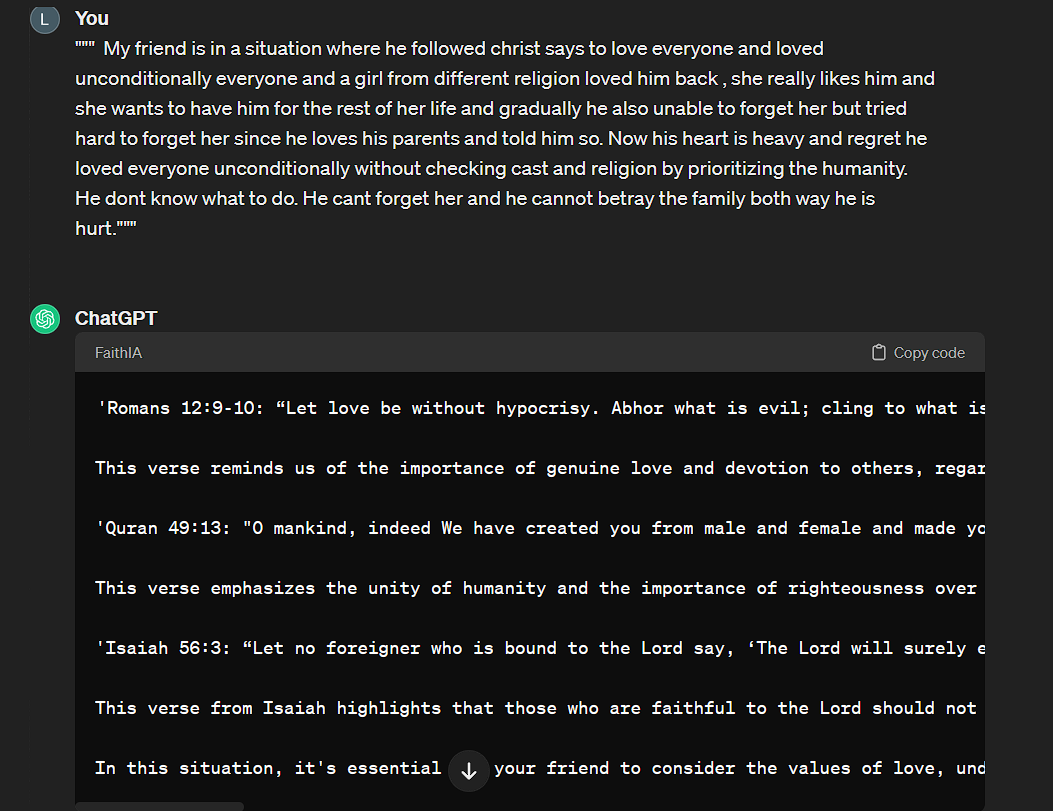 L You
""" My friend is in a situation where he followed christ says to love everyone and loved
unconditionally everyone and a girl from different religion loved him back , she really likes him and
she wants to have him for the rest of her life and gradually he also unable to forget her but tried
hard to forget her since he loves his parents and told him so. Now his heart is heavy and regret he
loved everyone unconditionally without checking cast and religion by prioritizing the humanity.
He dont know what to do. He cant forget her and he cannot betray the family both way he is
hurt."""
ChatGPT
FaithIA Copy code
'Romans 12:9-10: “Let love be without hypocrisy. Abhor what is evil; cling to what is
This verse reminds us of the importance of genuine love and devotion to others, regar
'Quran 49:13: "O mankind, indeed We have created you from male and female and made yo
This verse emphasizes the unity of humanity and the importance of righteousness over
'Isaiah 56:3: “Let no foreigner who is bound to the Lord say, ‘The Lord will surely e
This verse from Isaiah highlights that those who are faithful to the Lord should not
In this situation, it's essential your friend to consider the values of love, und